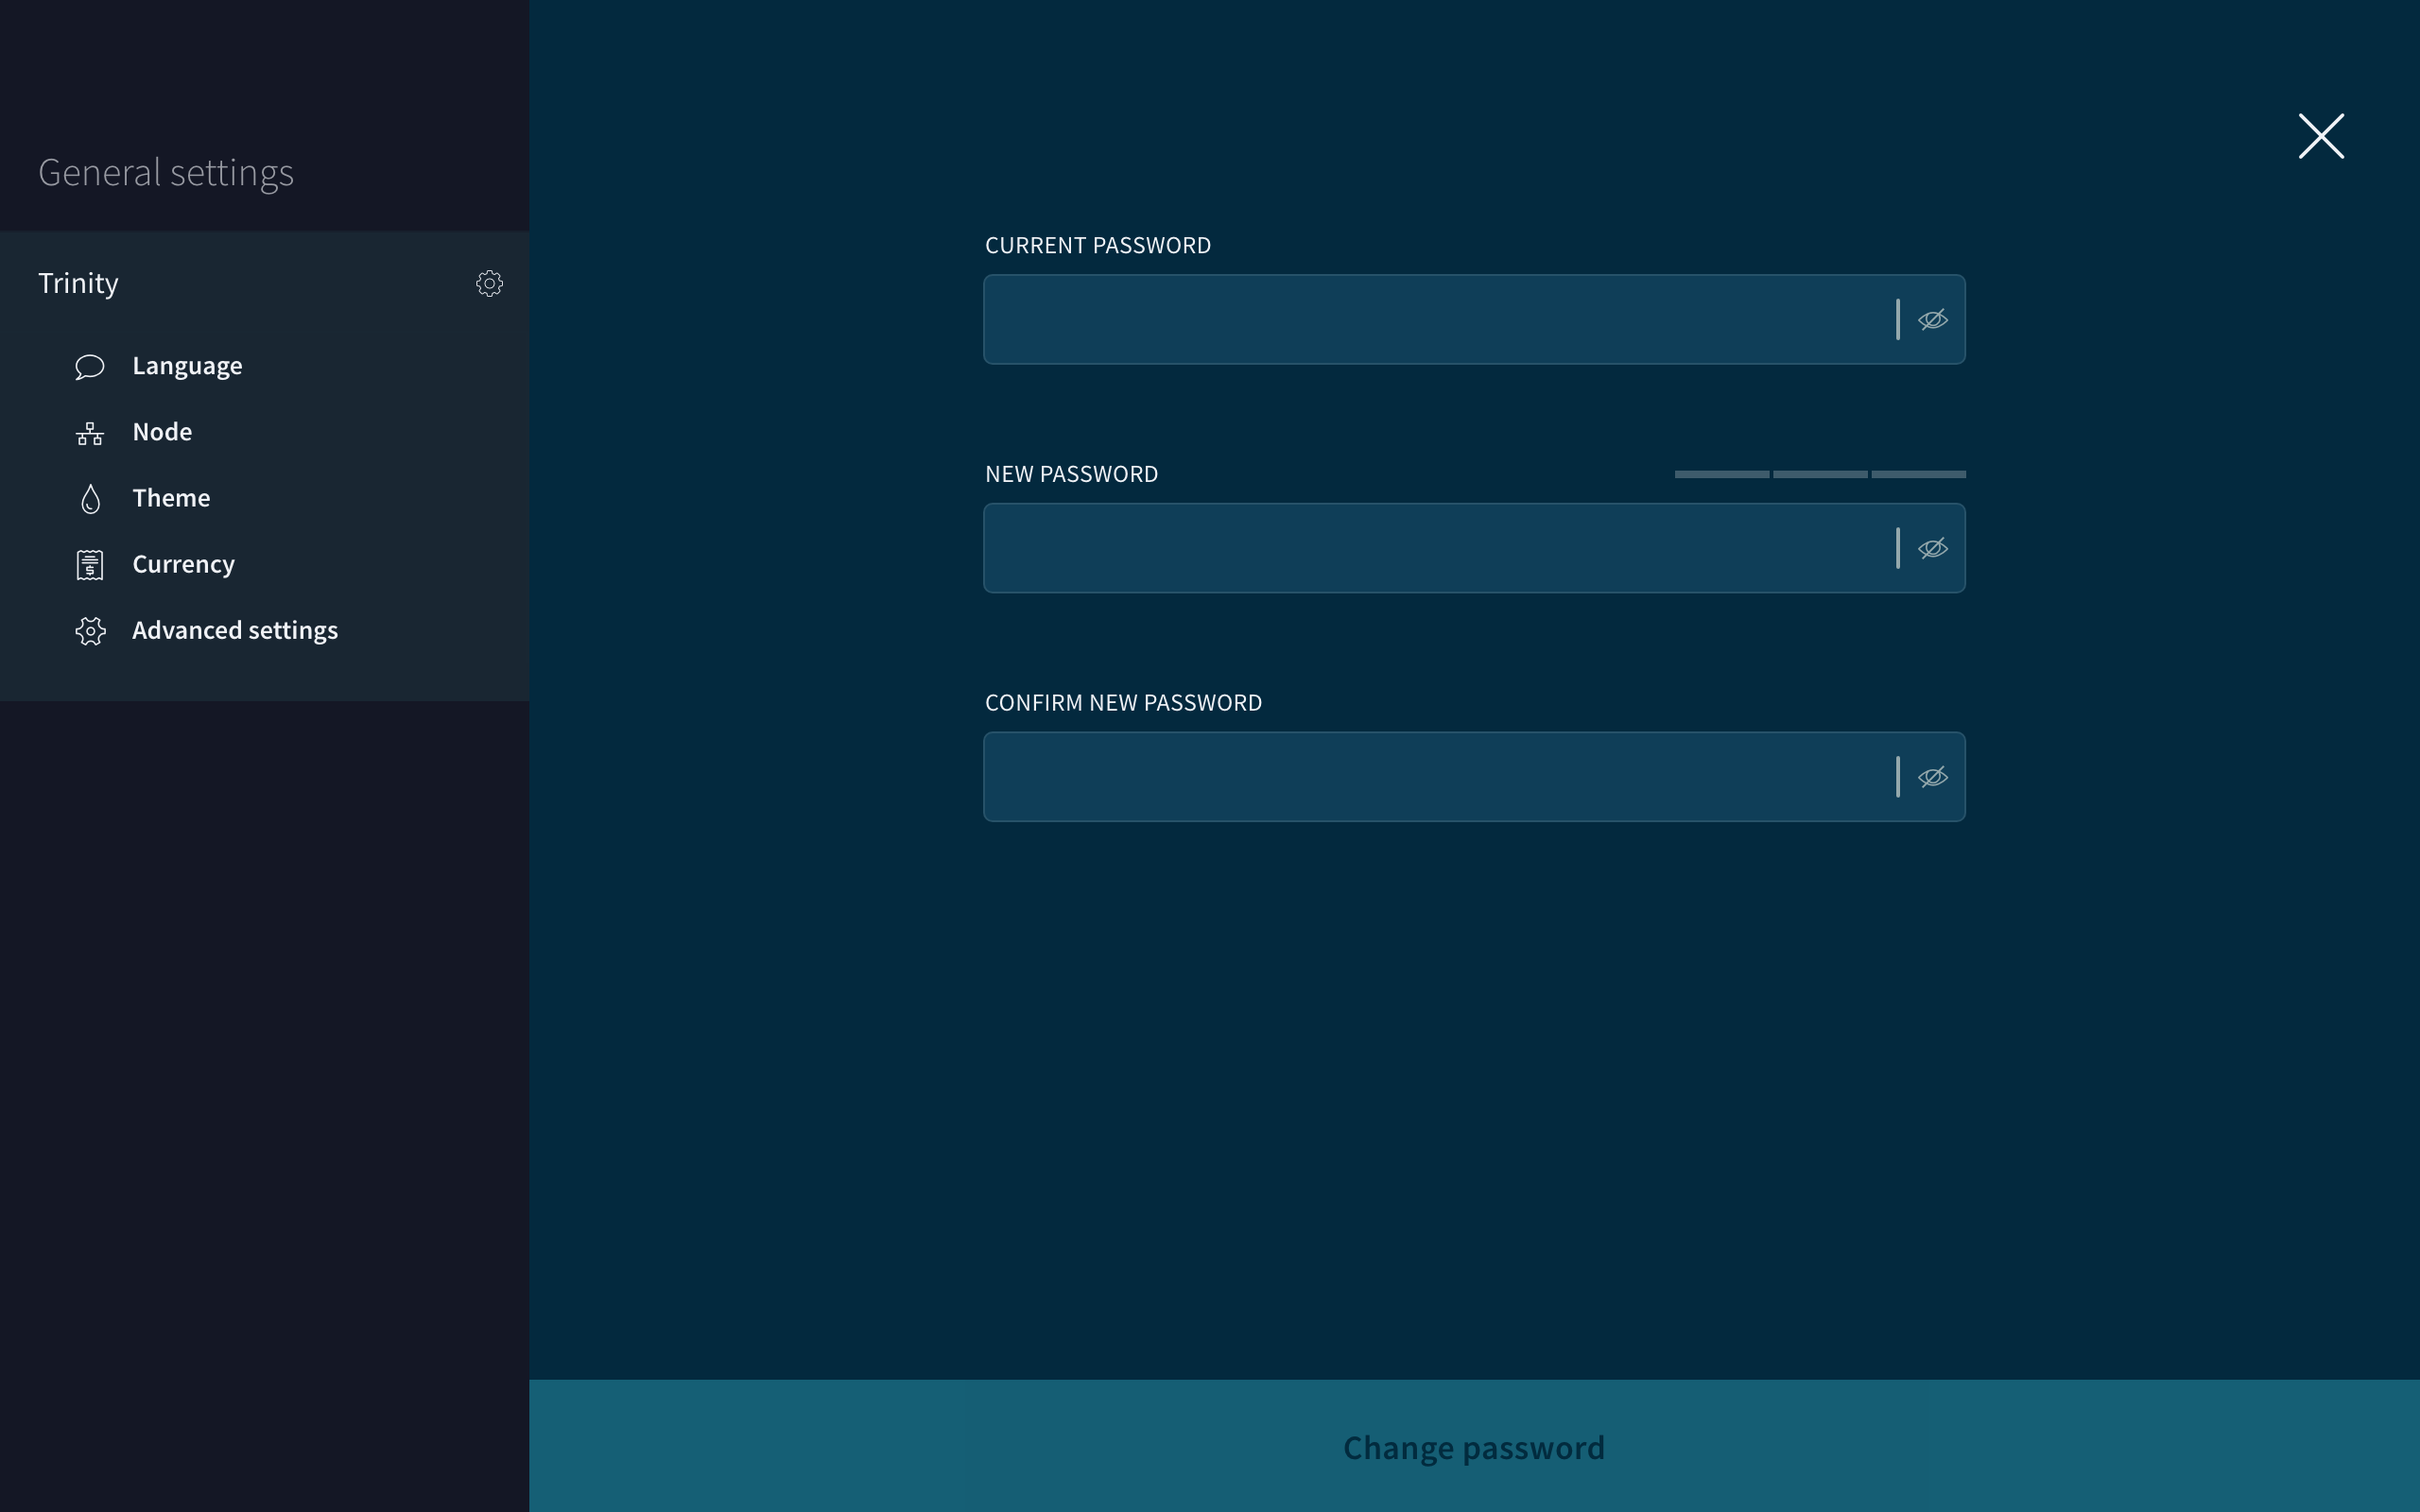 General settings
Trinity
Language
Node
Theme
Currency
Advanced settings
CURRENT PASSWORD
NEW PASSWORD
CONFIRM NEW PASSWORD
Change password